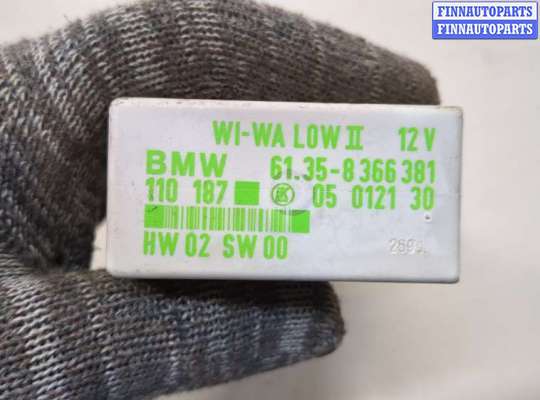 FINNAUTOPARTS
FINNAUTOPARTS
WI-WA LOW II 12 V
BMW 61.35-8 366 381
110 187 05 0121 30
HW 02 SW 00